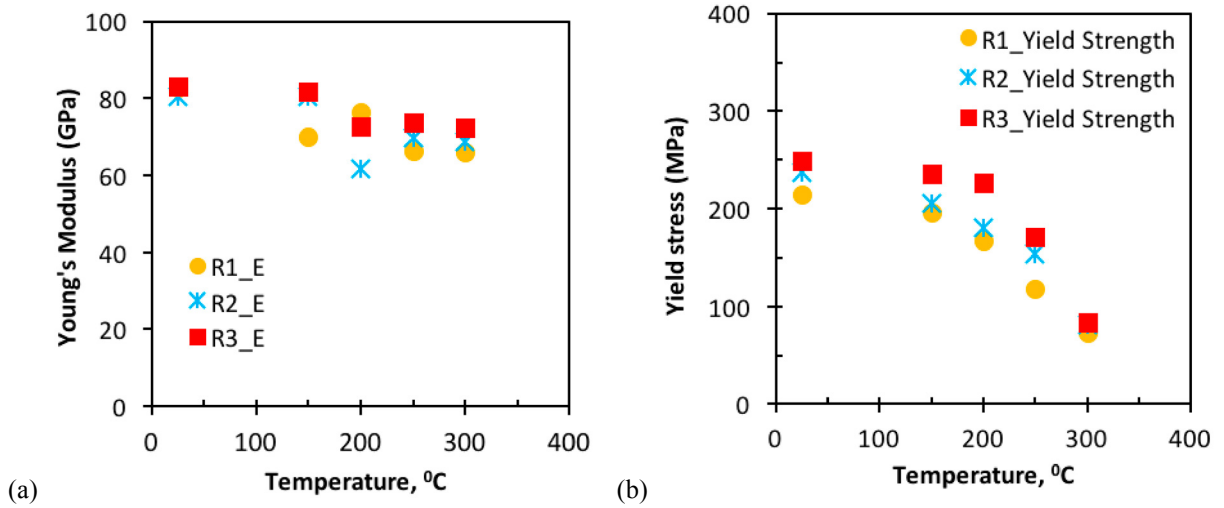 100
80
60
40
20
0
Young's Modulus (GPa)
R1_E
R2_E
R3_E
0 100 200 300 400
Temperature, ⁰C
(a)
400
300
200
100
0
Yield stress (MPa)
R1_Yield Strength
R2_Yield Strength
R3_Yield Strength
0 100 200 300 400
Temperature, ⁰C
(b)